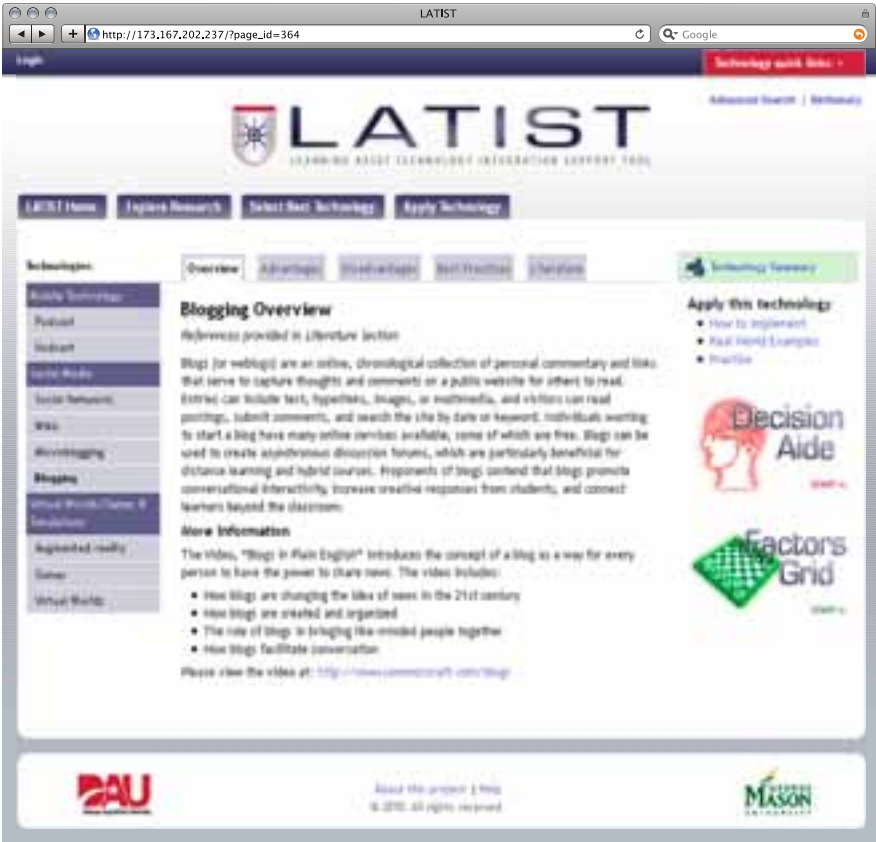 LATIST
http://173.167.202.237/?page_id=364
Google
Login
Technology quick links
Advanced Search | Dictionary
LATIST
LEARNING ASSET TECHNOLOGY INTEGRATION SUPPORT TOOL
LATIST Home Explore Research Select Best Technology Apply Technology
Technologies
Overview Advantages Disadvantages Best Practices Literature
Technology Summary
Mobile Technology
Podcast
Vodcast
Social Media
Social Networks
Wiki
Microblogging
Blogging
Virtual Worlds/Games &
Simulations
Augmented reality
Games
Virtual Worlds
Blogging Overview
References provided in Literature Section
Blogs (or weblogs) are an online, chronological collection of personal commentary and links
that serve to capture thoughts and comments on a public website for others to read.
Entries can include text, hyperlinks, images, or multimedia, and visitors can read
postings, submit comments, and search the site by date or keyword. Individuals wanting
to start a blog have many online services available, some of which are free. Blogs can be
used to create asynchronous discussion forums, which are particularly beneficial for
distance learning and hybrid courses. Proponents of blogs contend that blogs promote
conversational interactivity, increase creative responses from students, and connect
learners beyond the classroom.
More Information
The video, "Blogs in Plain English" introduces the concept of a blog as a way for every
person to have the power to share news. The video includes:
• How blogs are changing the idea of news in the 21st century
• How blogs are created and organized
• The role of blogs in bringing like-minded people together
• How blogs facilitate conversation
Please view the video at: http://www.commoncraft.com/blogs
Apply this technology
• How to implement
• Real World Examples
• Practice
Decision
Aide
Factors
Grid
DAU
About this project | Help
© 2010. All rights reserved
GEORGE
MASON
UNIVERSITY